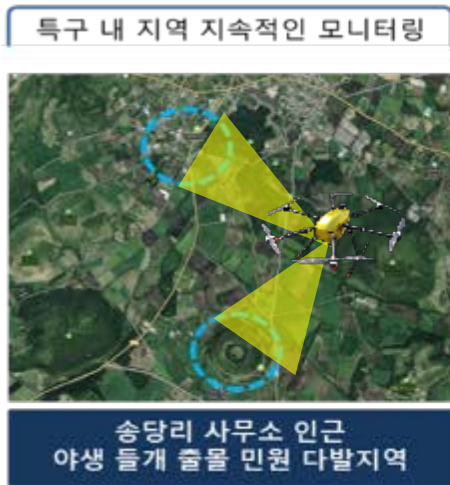 특구 내 지역 지속적인 모니터링
송당리 사무소 인근
야생 들개 출몰 민원 다발지역